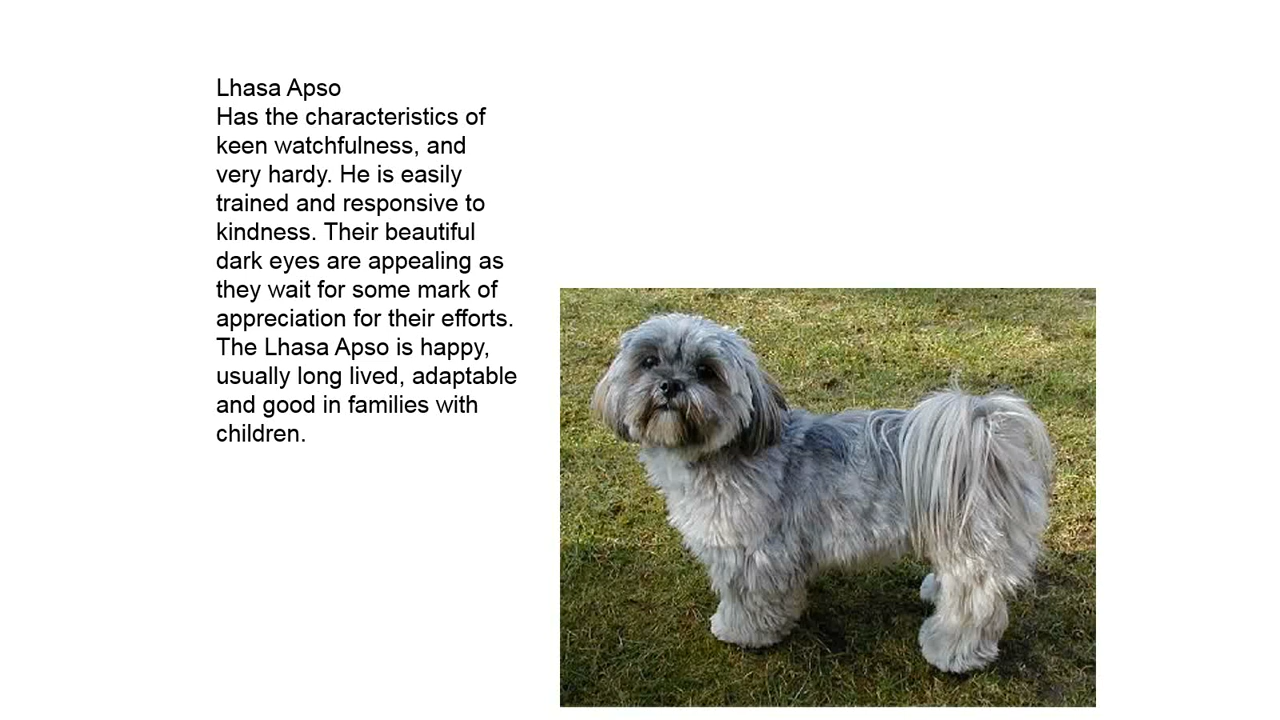 Lhasa Apso
Has the characteristics of
keen watchfulness, and
very hardy. He is easily
trained and responsive to
kindness. Their beautiful
dark eyes are appealing as
they wait for some mark of
appreciation for their efforts.
The Lhasa Apso is happy,
usually long lived, adaptable
and good in families with
children.